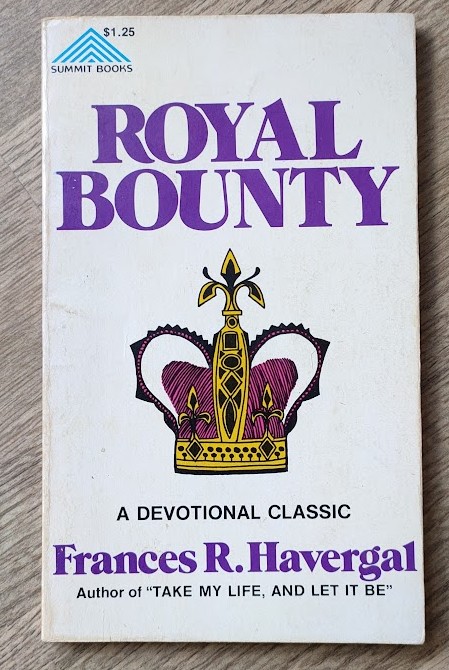 $1.25
SUMMIT BOOKS
ROYAL
BOUNTY
A DEVOTIONAL CLASSIC
Frances R. Havergal
Author of "TAKE MY LIFE, AND LET IT BE"